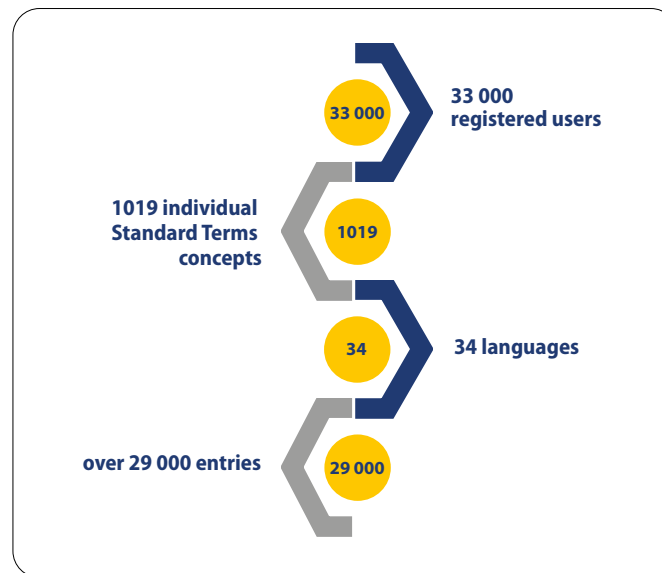 33 000
33 000
registered users
1019 individual
Standard Terms
concepts
1019
34
34 languages
over 29 000 entries
29 000